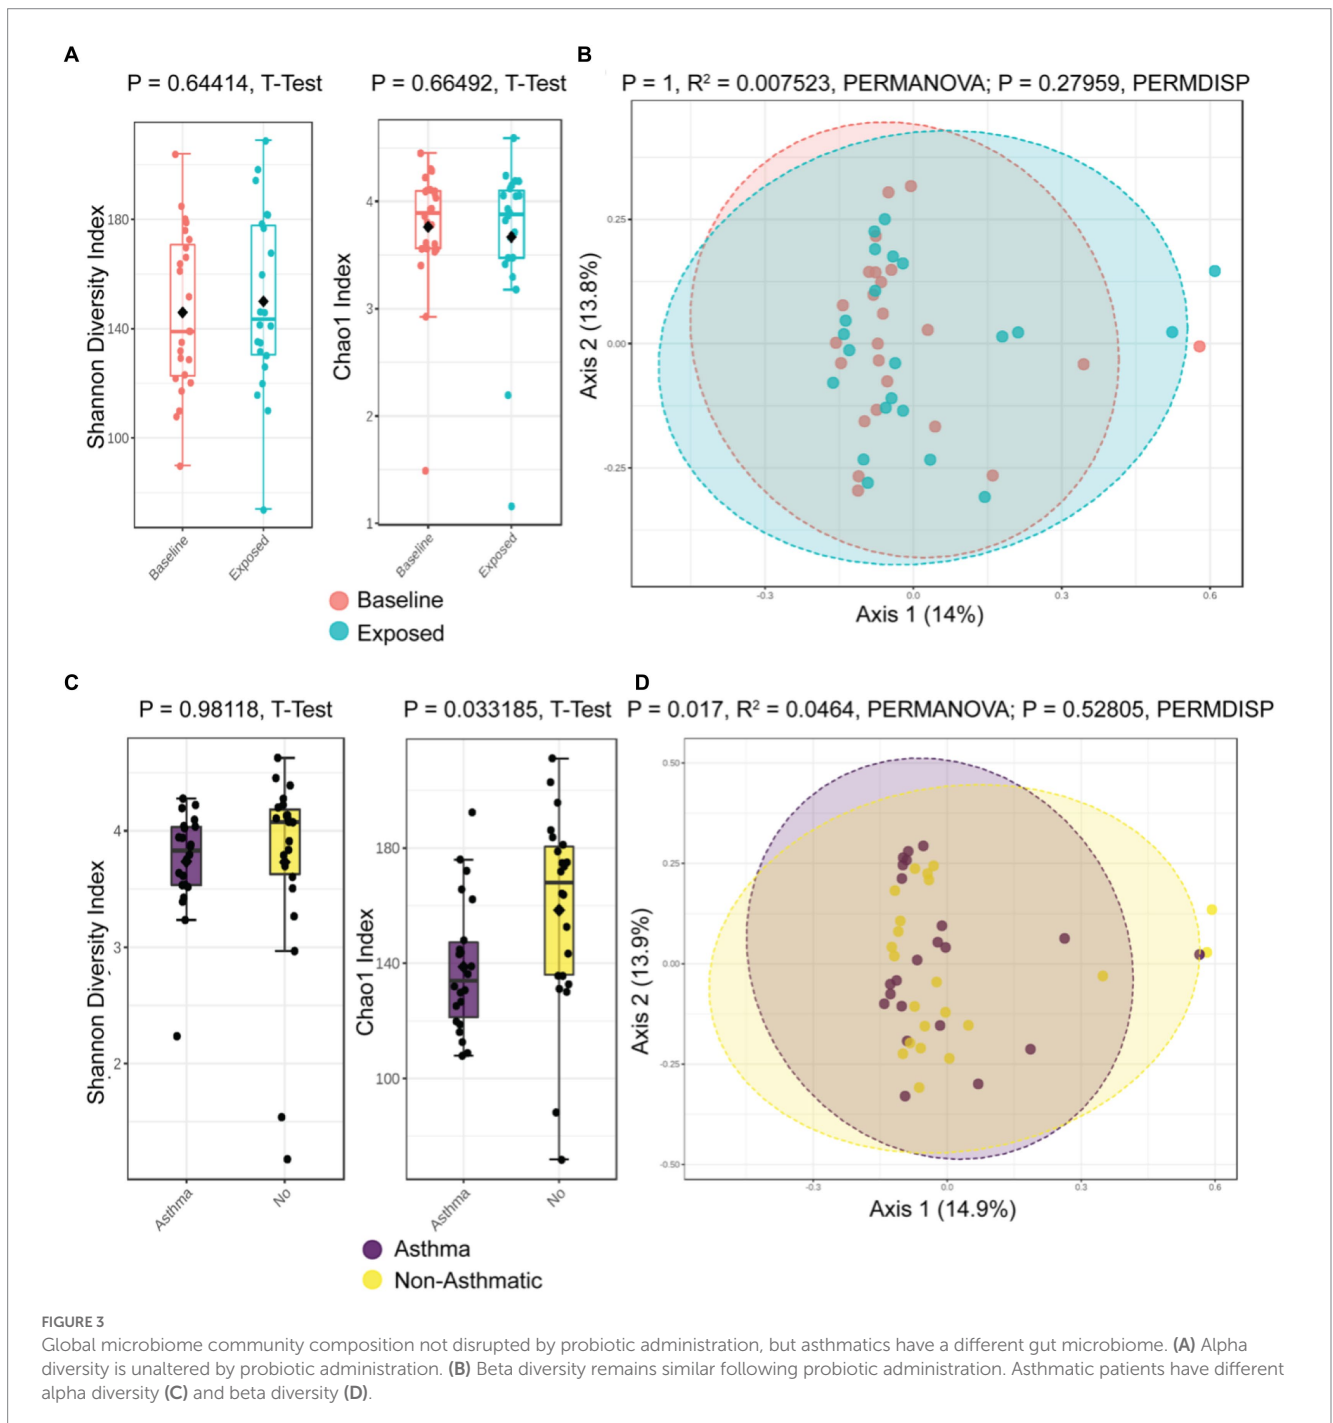 A
B
P = 0.64414, T-Test
P = 0.66492, T-Test
P = 1, R² = 0.007523, PERMANOVA; P = 0.27959, PERMDISP
Shannon Diversity Index
180
140
100
Baseline
Exposed
Chao1 Index
4
3
2
1
Baseline
Exposed
Axis 2 (13.8%)
0.25
0.00
-0.25
-0.3
0.0
0.3
0.6
Axis 1 (14%)
Baseline
Exposed
C
D
P = 0.98118, T-Test
P = 0.033185, T-Test
P = 0.017, R² = 0.0464, PERMANOVA; P = 0.52805, PERMDISP
Shannon Diversity Index
4
3
2
Asthma
No
Chao1 Index
180
140
100
Asthma
No
Axis 2 (13.9%)
0.50
0.25
0.00
-0.25
-0.50
-0.3
0.0
0.3
0.6
Axis 1 (14.9%)
Asthma
Non-Asthmatic
FIGURE 3
Global microbiome community composition not disrupted by probiotic administration, but asthmatics have a different gut microbiome. (A) Alpha
diversity is unaltered by probiotic administration. (B) Beta diversity remains similar following probiotic administration. Asthmatic patients have different
alpha diversity (C) and beta diversity (D).